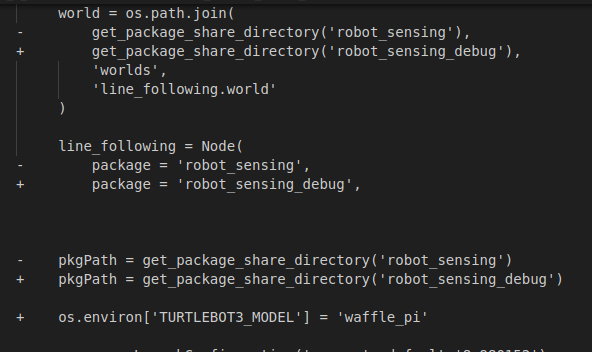 world = os.path.join(
- get_package_share_directory('robot_sensing'),
+ get_package_share_directory('robot_sensing_debug'),
'worlds',
'line_following.world'
)
line_following = Node(
- package = 'robot_sensing',
+ package = 'robot_sensing_debug',
- pkgPath = get_package_share_directory('robot_sensing')
+ pkgPath = get_package_share_directory('robot_sensing_debug')
+ os.environ['TURTLEBOT3_MODEL'] = 'waffle_pi'